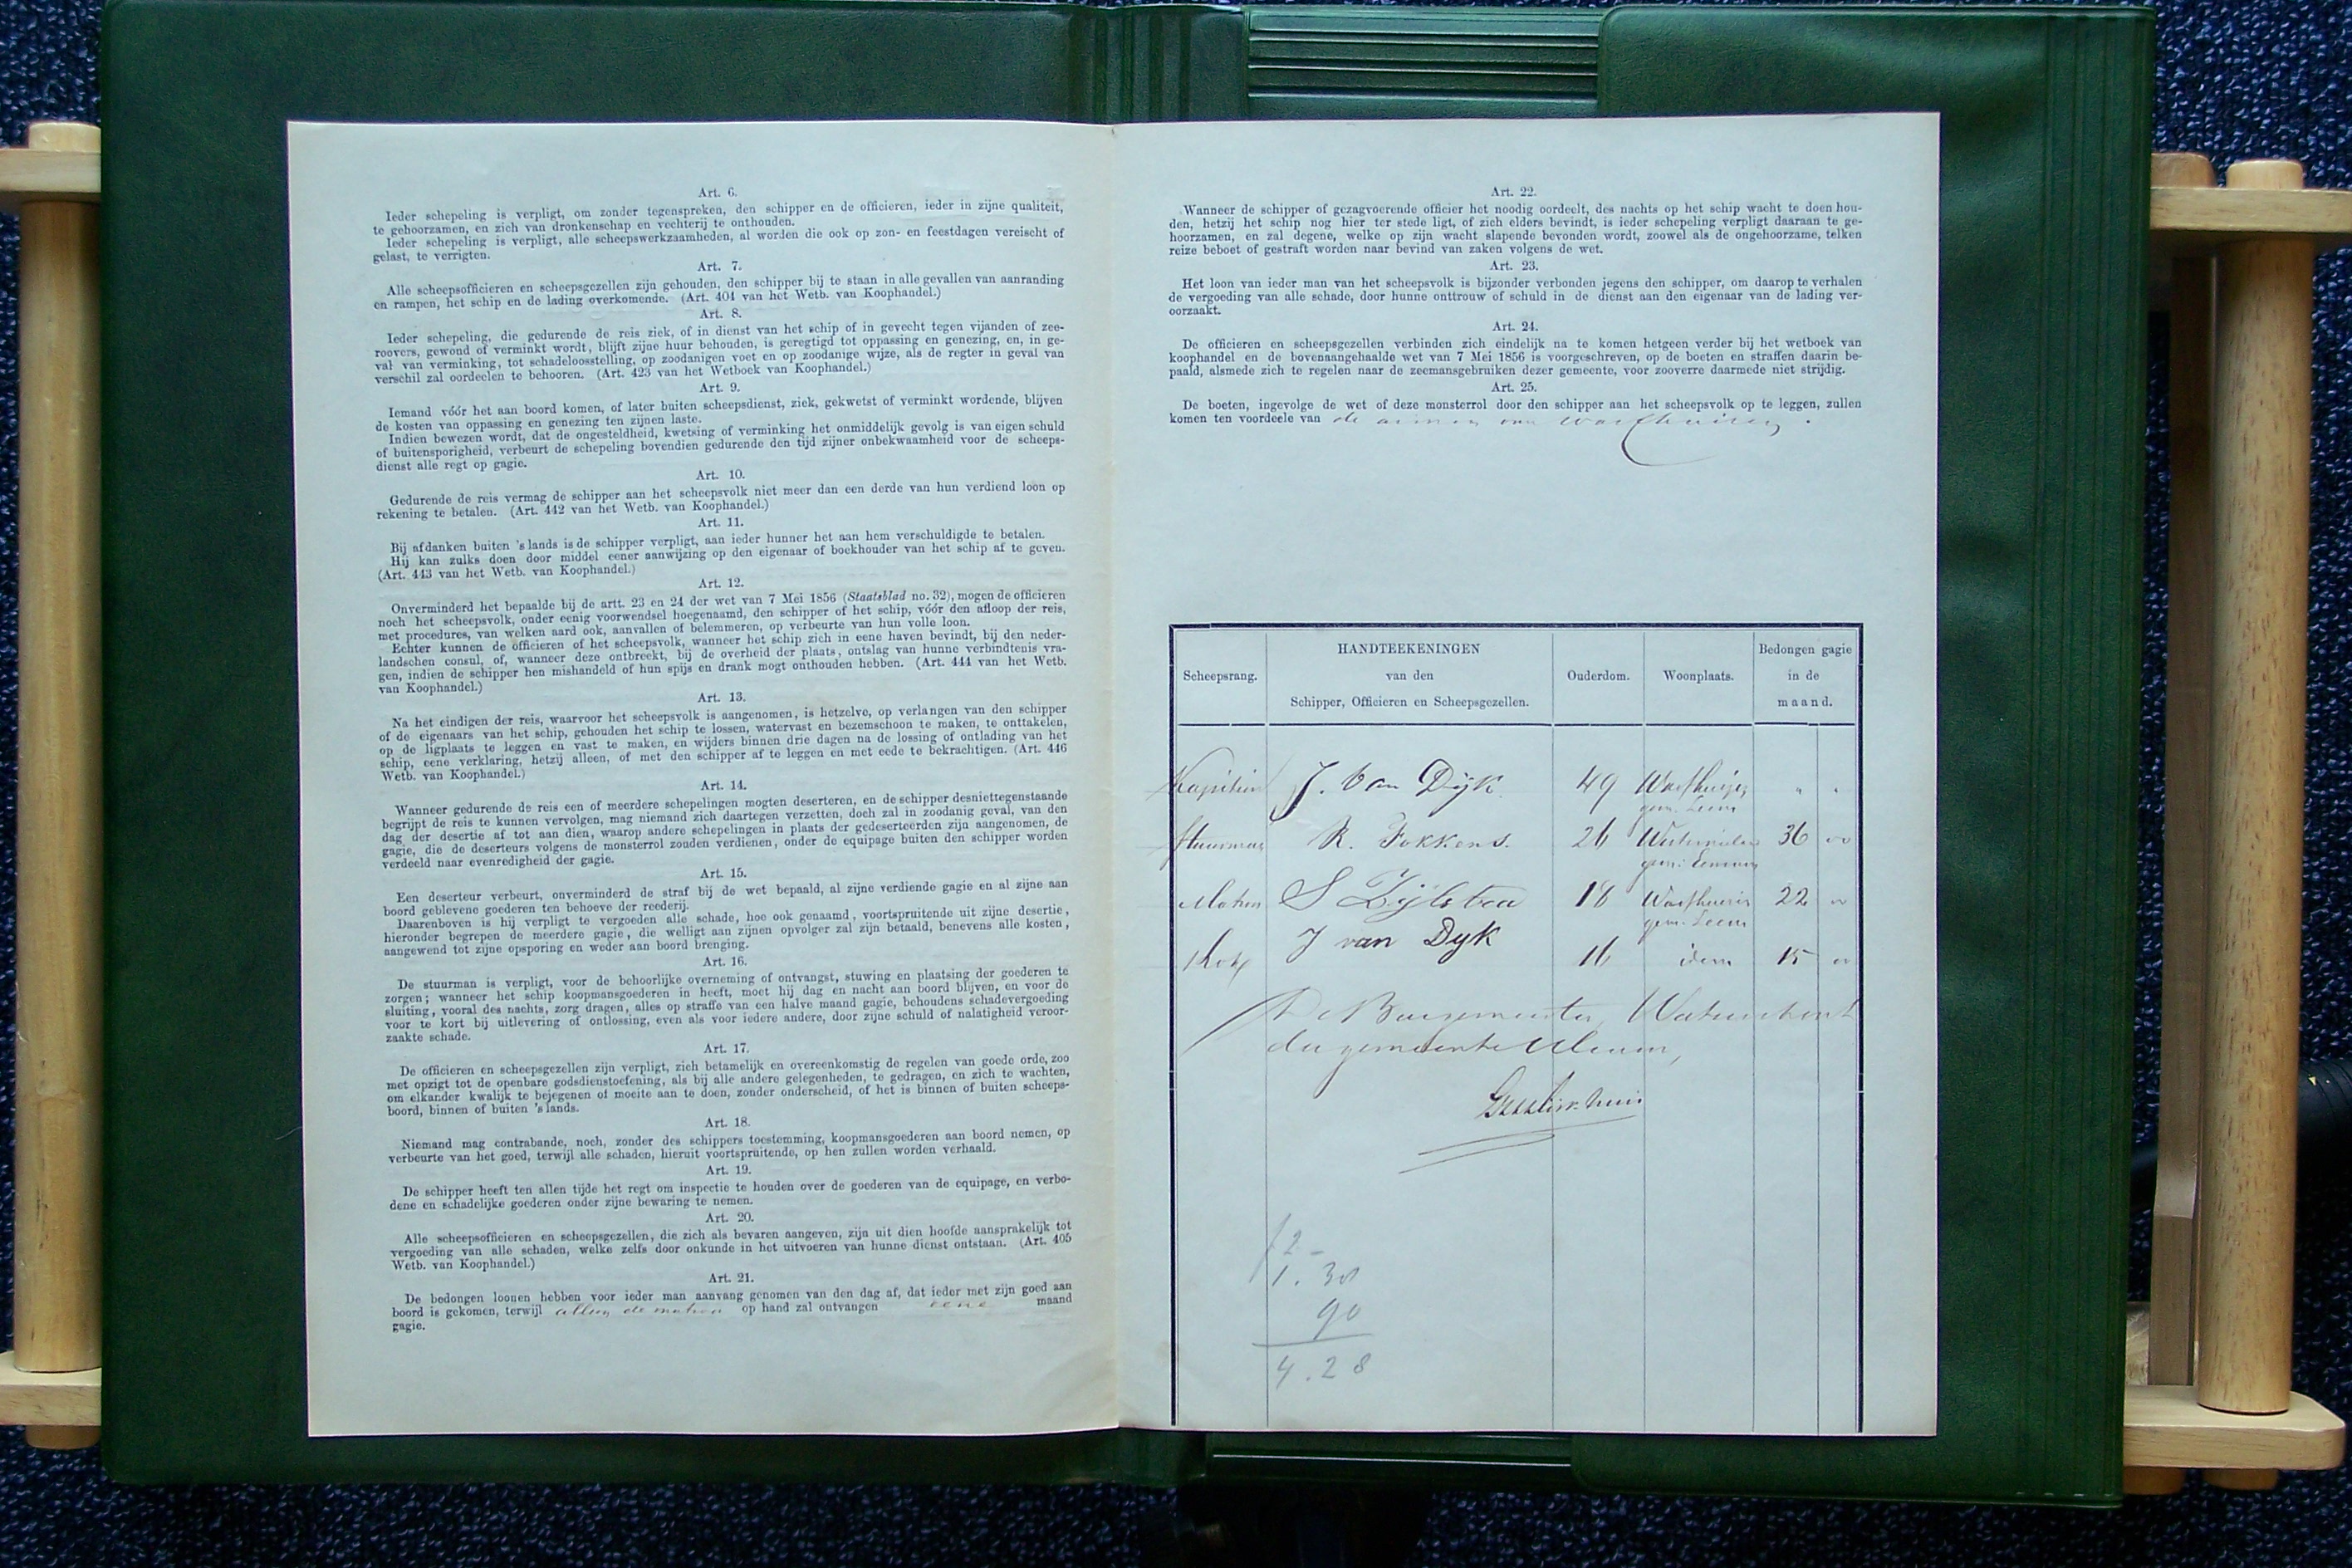 Art. 6.
Ieder schepeling is verpligt, om zonder tegenspreken, den schipper en de officieren, ieder in zijne qualiteit,
te gehoorzamen, en zich van dronkenschap en vechterij te onthouden.
Ieder schepeling is verpligt, alle scheepswerkzaamheden, al worden die ook op zon- en feestdagen vereischt of
gelast, te verrigten.
Art. 7.
Alle scheepsofficieren en scheepsgezellen zijn gehouden, den schipper bij te staan in alle gevallen van aanranding
en rampen, het schip en de lading overkomende. (Art. 401 van het Wetb. van Koophandel.)
Art. 8.
Ieder schepeling, die gedurende de reis ziek, of in dienst van het schip of in gevecht tegen vijanden of zee-
roovers, gewond of verminkt wordt, blijft zijne huur behouden, is geregtigd tot oppassing en genezing, en, in ge-
val van verminking, tot schadeloosstelling, op zoodanigen voet en op zoodanige wijze, als de regter in geval van
verschil zal oordeelen te behooren. (Art. 423 van het Wetboek van Koophandel.)
Art. 9.
Iemand vóór het aan boord komen, of later buiten scheepsdienst, ziek, gekwetst of verminkt wordende, blijven
de kosten van oppassing en genezing ten zijnen laste.
Indien bewezen wordt, dat de ongesteldheid, kwetsing of verminking het onmiddelijk gevolg is van eigen schuld
of buitensporigheid, verbeurt de schepeling bovendien gedurende den tijd zijner onbekwaamheid voor de scheeps-
dienst alle regt op gagie.
Art. 10.
Gedurende de reis vermag de schipper aan het scheepsvolk niet meer dan een derde van hun verdiend loon op
rekening te betalen. (Art. 442 van het Wetb. van Koophandel.)
Art. 11.
Bij afdanken buiten 's lands is de schipper verpligt, aan ieder hunner het aan hem verschuldigde te betalen.
Hij kan zulks doen door middel eener aanwijzing op den eigenaar of boekhouder van het schip af te geven.
(Art. 443 van het Wetb. van Koophandel.)
Art. 12.
Onverminderd het bepaalde bij de artt. 23 en 24 der wet van 7 Mei 1856 (Staatsblad no. 32), mogen de officieren
noch het scheepsvolk, onder eenig voorwendsel hoegenaamd, den schipper of het schip, vóór den afloop der reis,
met procedures, van welken aard ook, aanvallen of belemmeren, op verbeurte van hun volle loon.
Echter kunnen de officieren of het scheepsvolk, wanneer het schip zich in eene haven bevindt, bij den neder-
landschen consul, of, wanneer deze ontbreekt, bij de overheid der plaats, ontslag van hunne verbindtenis vra-
gen, indien de schipper hen mishandeld of hun spijs en drank mogt onthouden hebben. (Art. 444 van het Wetb.
van Koophandel.)
Art. 13.
Na het eindigen der reis, waarvoor het scheepsvolk is aangenomen, is hetzelve, op verlangen van den schipper
of de eigenaars van het schip, gehouden het schip te lossen, watervast en bezemschoon te maken, te onttakelen,
op de ligplaats te leggen en vast te maken, en wijders binnen drie dagen na de lossing of ontlading van het
schip, eene verklaring, hetzij alleen, of met den schipper af te leggen en met eede te bekrachtigen. (Art. 446
Wetb. van Koophandel.)
Art. 14.
Wanneer gedurende de reis een of meerdere schepelingen mogten deserteren, en de schipper desniettegenstaande
begrijpt de reis te kunnen vervolgen, mag niemand zich daartegen verzetten, doch zal in zoodanig geval, van den
dag der desertie af tot aan dien, waarop andere schepelingen in plaats der gedeserteerden zijn aangenomen, de
gagie, die de deserteurs volgens de monsterrol zouden verdienen, onder de equipage buiten den schipper worden
verdeeld naar evenredigheid der gagie.
Art. 15.
Een deserteur verbeurt, onverminderd de straf bij de wet bepaald, al zijne verdiende gagie en al zijne aan
boord geblevene goederen ten behoeve der reederij.
Daarenboven is hij verpligt te vergoeden alle schade, hoe ook genaamd, voortspruitende uit zijne desertie,
hieronder begrepen de meerdere gagie, die welligt aan zijnen opvolger zal zijn betaald, benevens alle kosten,
aangewend tot zijne opsporing en weder aan boord brenging.
Art. 16.
De stuurman is verpligt, voor de behoorlijke overneming of ontvangst, stuwing en plaatsing der goederen te
zorgen; wanneer het schip koopmansgoederen in heeft, moet hij dag en nacht aan boord blijven, en voor de
sluiting, vooral des nachts, zorg dragen, alles op straffe van een halve maand gagie, behoudens schadevergoeding
voor te kort bij uitlevering of ontlossing, even als voor iedere andere, door zijne schuld of nalatigheid veroor-
zaakte schade.
Art. 17.
De officieren en scheepsgezellen zijn verpligt, zich betamelijk en overeenkomstig de regelen van goede orde, zoo
met opzigt tot de openbare godsdienstoefening, als bij alle andere gelegenheden, te gedragen, en zich te wachten,
om elkander kwalijk te bejegenen of moeite aan te doen, zonder onderscheid, of het is binnen of buiten scheeps-
boord, binnen of buiten 's lands.
Art. 18.
Niemand mag contrabande, noch, zonder des schippers toestemming, koopmansgoederen aan boord nemen, op
verbeurte van het goed, terwijl alle schaden, hieruit voortspruitende, op hen zullen worden verhaald.
Art. 19.
De schipper heeft ten allen tijde het regt om inspectie te houden over de goederen van de equipage, en verbo-
dene en schadelijke goederen onder zijne bewaring te nemen.
Art. 20.
Alle scheepsofficieren en scheepsgezellen, die zich als bevaren aangeven, zijn uit dien hoofde aansprakelijk tot
vergoeding van alle schaden, welke zelfs door onkunde in het uitvoeren van hunne dienst ontstaan. (Art. 405
Wetb. van Koophandel.)
Art. 21.
De bedongen loonen hebben voor ieder man aanvang genomen van den dag af, dat ieder met zijn goed aan
boord is gekomen, terwijl alleen de matroos op hand zal ontvangen eene maand
gagie.
Art. 22.
Wanneer de schipper of gezagvoerende officier het noodig oordeelt, des nachts op het schip wacht te doen hou-
den, hetzij het schip nog hier ter stede ligt, of zich elders bevindt, is ieder schepeling verpligt daaraan te ge-
hoorzamen, en zal degene, welke op zijn wacht slapende bevonden wordt, zoowel als de ongehoorzame, telken
reize beboet of gestraft worden naar bevind van zaken volgens de wet.
Art. 23.
Het loon van ieder man van het scheepsvolk is bijzonder verbonden jegens den schipper, om daarop te verhalen
de vergoeding van alle schade, door hunne onttrouw of schuld in de dienst aan den eigenaar van de lading ver-
oorzaakt.
Art. 24.
De officieren en scheepsgezellen verbinden zich eindelijk na te komen hetgeen verder bij het wetboek van
koophandel en de bovenaangehaalde wet van 7 Mei 1856 is voorgeschreven, op de boeten en straffen daarin be-
paald, alsmede zich te regelen naar de zeemansgebruiken dezer gemeente, voor zooverre daarmede niet strijdig.
Art. 25.
De boeten, ingevolge de wet of deze monsterrol door den schipper aan het scheepsvolk op te leggen, zullen
komen ten voordeele van de armen van Warfhuizen.
Scheepsrang. HANDTEEKENINGEN van den Schipper, Officieren en Scheepsgezellen. Ouderdom. Woonplaats. Bedongen gagie in de maand.
Kapitein J. van Dijk 49 Warfhuizen " "
gem. Leens
Stuurman R. Fokkens. 26 36 00
Matroos S Zijlstra 18 Warfhuizen 22 00
gem. Leens
Kok J van Dyk 16 idem 15 00
De Burgemeester, Waterschout
der gemeente Ulrum,
12 -
1. 38
90
4. 28